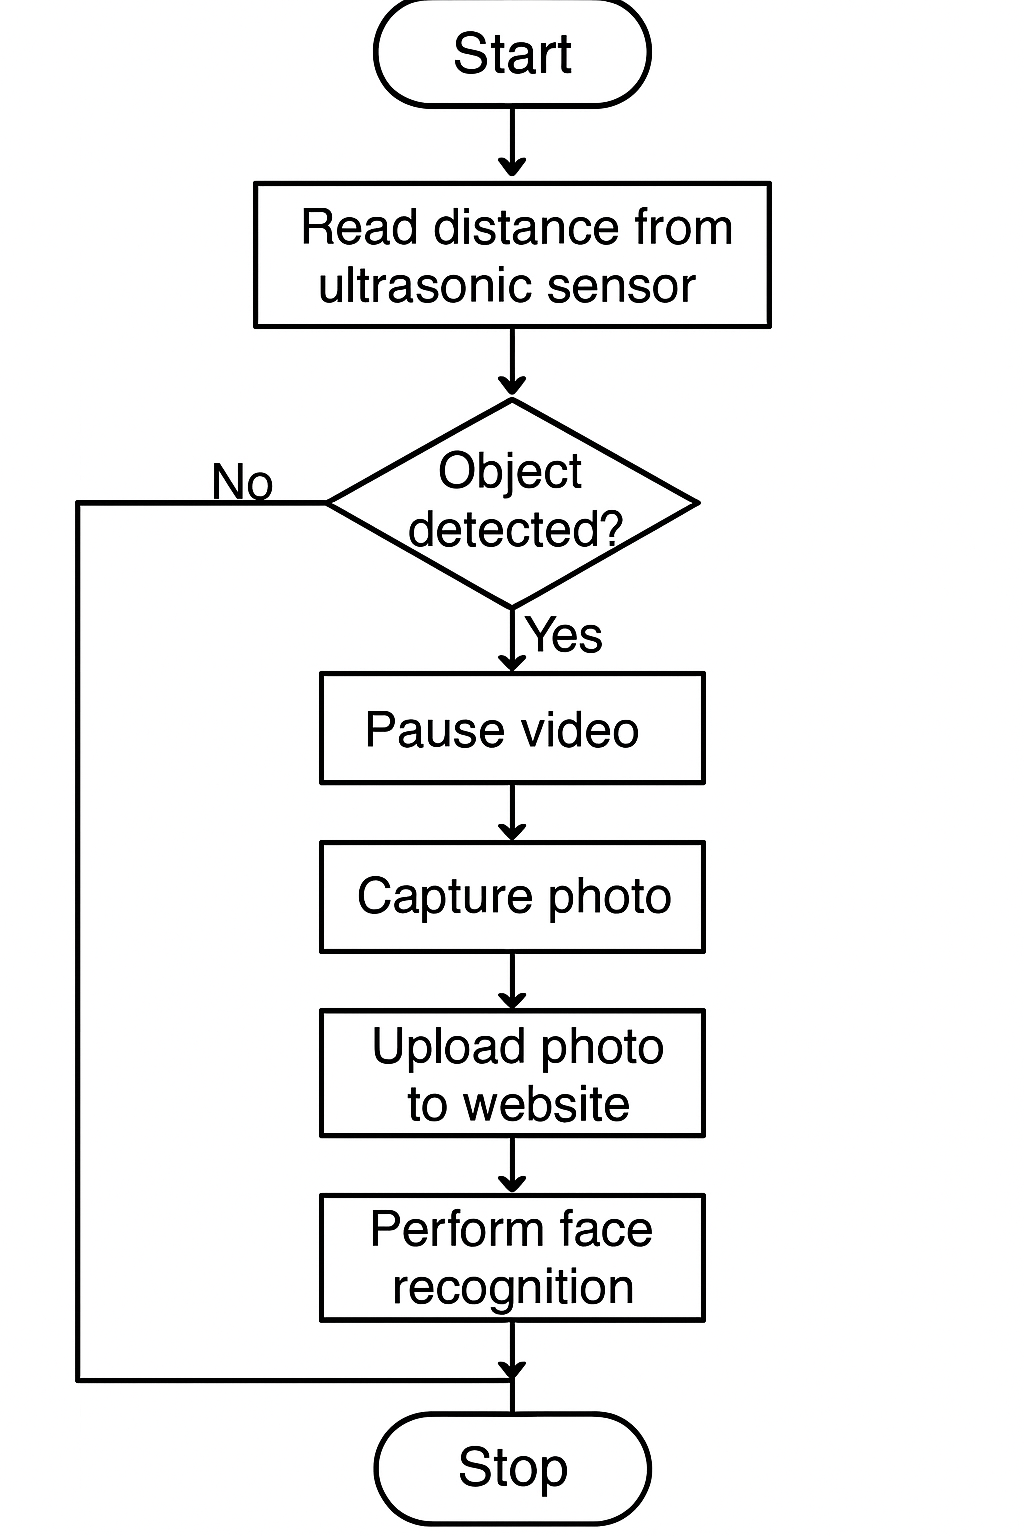 Start
Read distance from
ultrasonic sensor
Object
detected?
No
Yes
Pause video
Capture photo
Upload photo
to website
Perform face
recognition
Stop